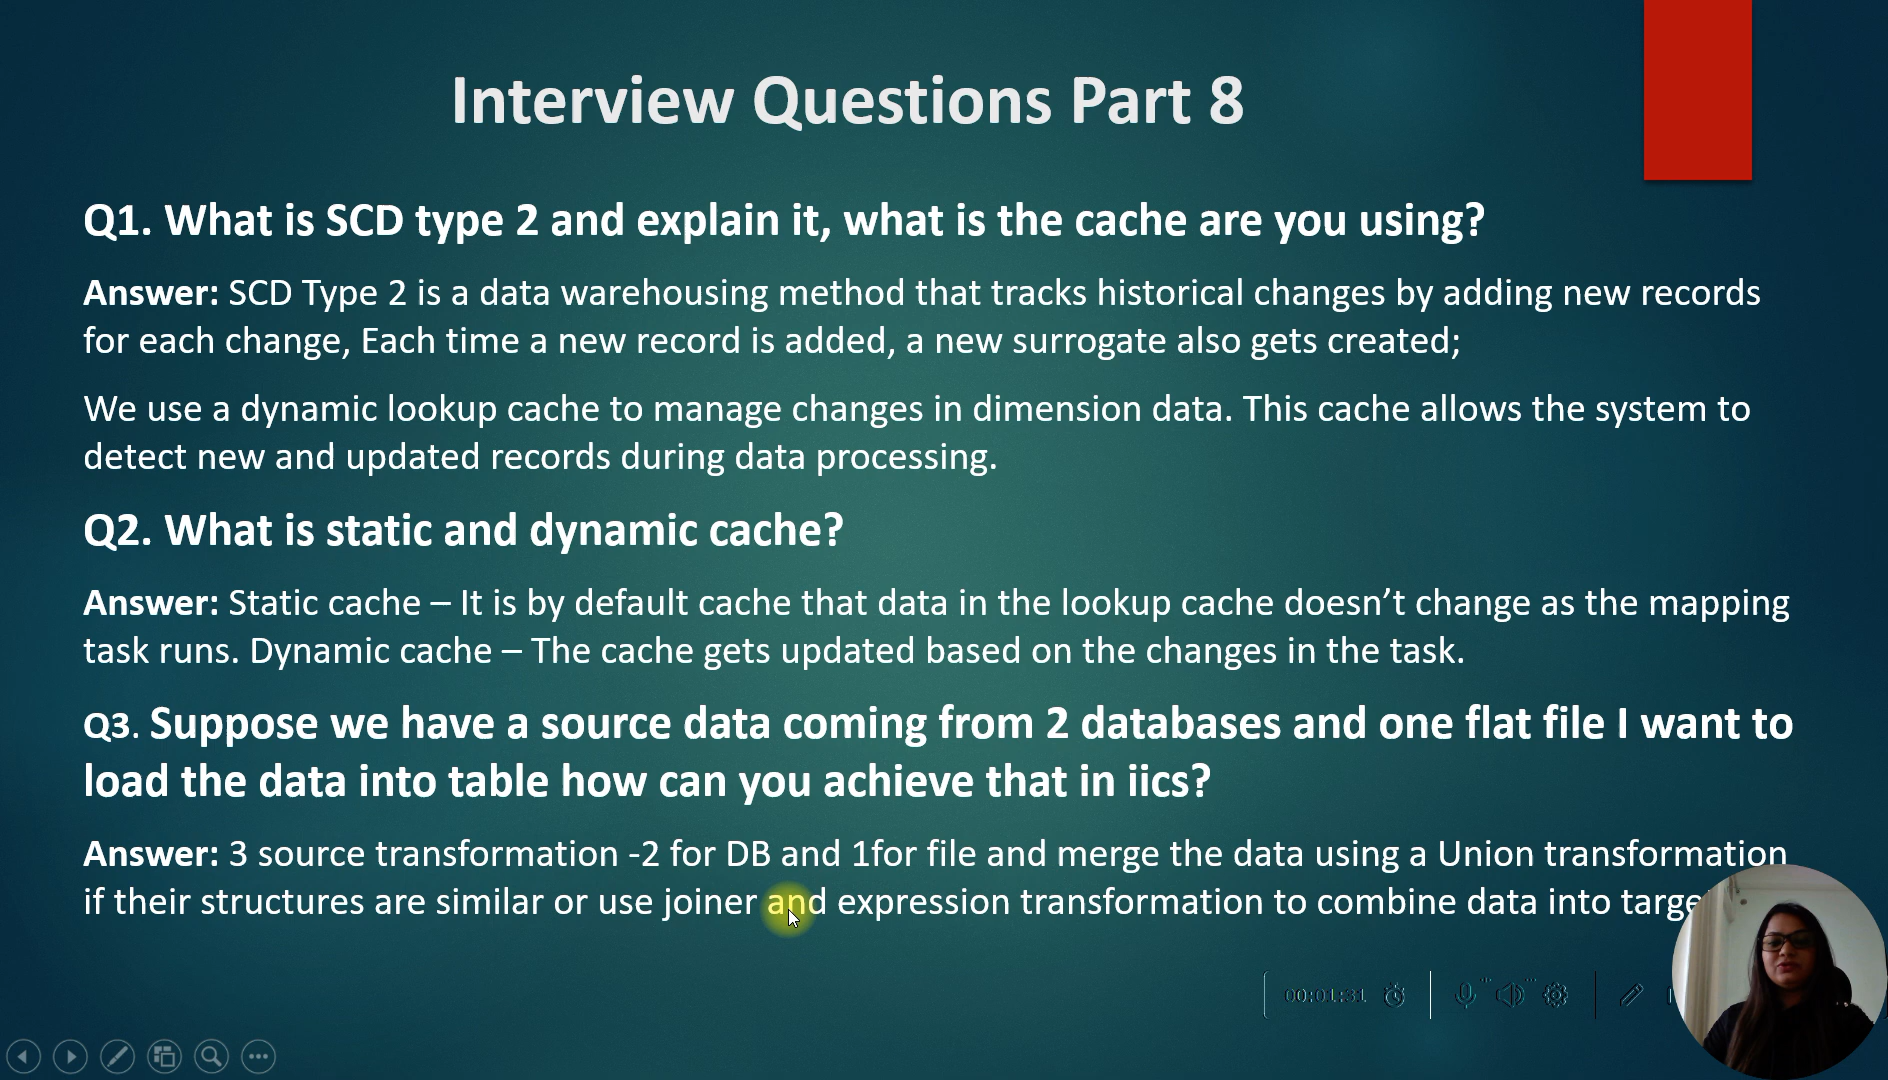 Interview Questions Part 8
Q1. What is SCD type 2 and explain it, what is the cache are you using?
Answer: SCD Type 2 is a data warehousing method that tracks historical changes by adding new records
for each change, Each time a new record is added, a new surrogate also gets created;
We use a dynamic lookup cache to manage changes in dimension data. This cache allows the system to
detect new and updated records during data processing.
Q2. What is static and dynamic cache?
Answer: Static cache – It is by default cache that data in the lookup cache doesn’t change as the mapping
task runs. Dynamic cache – The cache gets updated based on the changes in the task.
Q3. Suppose we have a source data coming from 2 databases and one flat file I want to
load the data into table how can you achieve that in iics?
Answer: 3 source transformation -2 for DB and 1for file and merge the data using a Union transformation
if their structures are similar or use joiner and expression transformation to combine data into
00:01:31